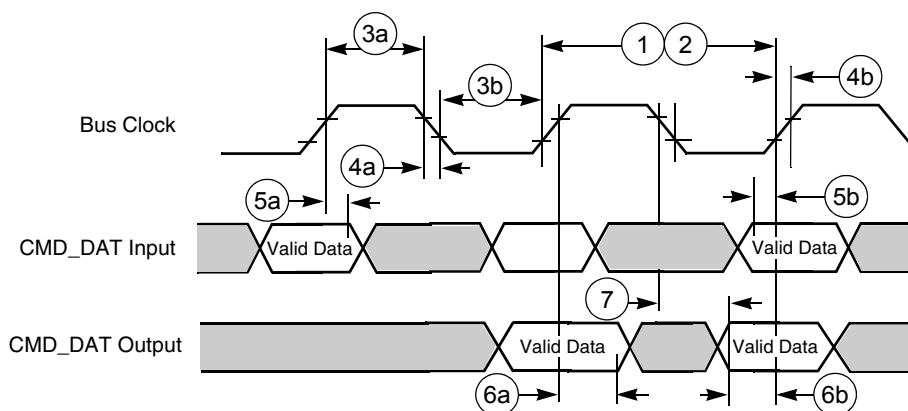 3a
1 2
3b
4b
Bus Clock
4a
5a
5b
CMD_DAT Input
Valid Data
Valid Data
7
CMD_DAT Output
Valid Data
Valid Data
6a
6b